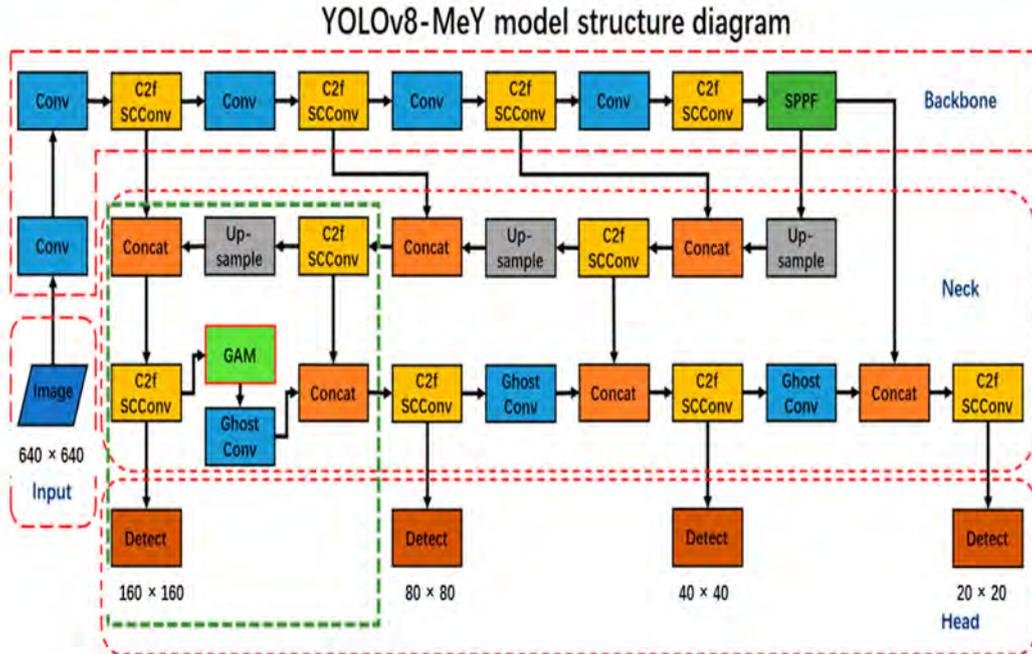 YOLOv8-MeY model structure diagram
Conv
C2f
SCConv
Conv
C2f
SCConv
Conv
C2f
SCConv
Conv
C2f
SCConv
SPPF
Backbone
Conv
Concat
Up-
sample
C2f
SCConv
Concat
Up-
sample
C2f
SCConv
Concat
Up-
sample
Neck
Image
C2f
SCConv
GAM
Ghost
Conv
Concat
C2f
SCConv
Ghost
Conv
Concat
C2f
SCConv
Ghost
Conv
Concat
C2f
SCConv
640 × 640
Input
Detect
Detect
Detect
Detect
160 × 160
80 × 80
40 × 40
20 × 20
Head